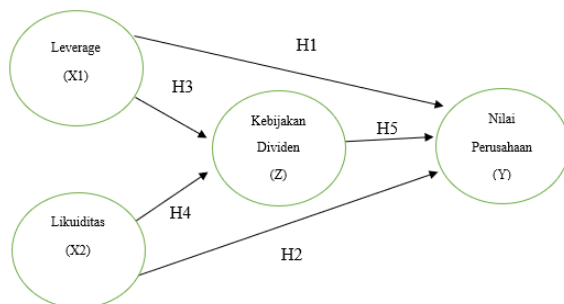 Leverage
(X1)
H1
H3
Kebijakan
Dividen
(Z)
H5
Nilai
Perusahaan
(Y)
H4
Likuiditas
(X2)
H2